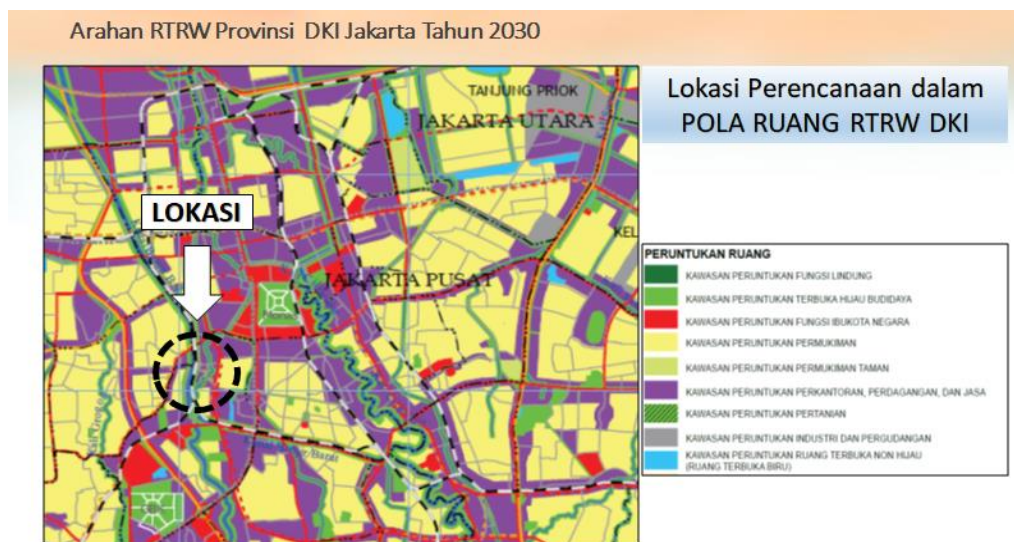 Arahan RTRW Provinsi DKI Jakarta Tahun 2030
Lokasi Perencanaan dalam
POLA RUANG RTRW DKI
TANJUNG PRIOK
JAKARTA UTARA
LOKASI
KEL
JAKARTA PUSAT
PERUNTUKAN RUANG
KAWASAN PERUNTUKAN FUNGSI LINDUNG
KAWASAN PERUNTUKAN TERBUKA HIJAU BUDIDAYA
KAWASAN PERUNTUKAN FUNGSI IBUKOTA NEGARA
KAWASAN PERUNTUKAN PERMUKIMAN
KAWASAN PERUNTUKAN PERMUKIMAN TAMAN
KAWASAN PERUNTUKAN PERKANTORAN, PERDAGANGAN, DAN JASA
KAWASAN PERUNTUKAN PERTANIAN
KAWASAN PERUNTUKAN INDUSTRI DAN PERGUDANGAN
KAWASAN PERUNTUKAN RUANG TERBUKA NON HIJAU
(RUANG TERBUKA BIRU)